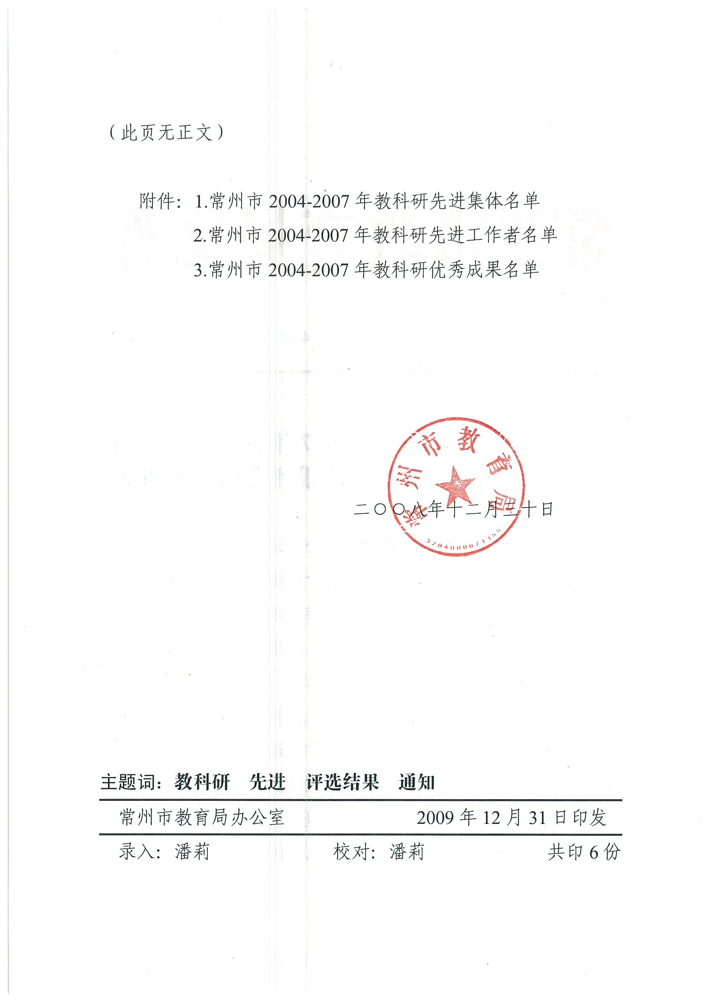 （此页无正文）
附件：1.常州市 2004-2007 年教科研先进集体名单
2.常州市 2004-2007 年教科研先进工作者名单
3.常州市 2004-2007 年教科研优秀成果名单
常州市教育局
二〇〇八年十二月三十日
主题词：教科研 先进 评选结果 通知
常州市教育局办公室 2009 年 12 月 31 日印发
录入：潘莉 校对：潘莉 共印 6 份